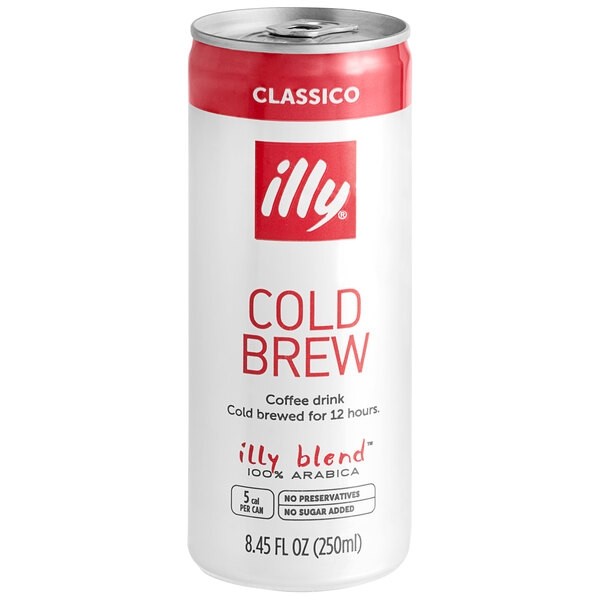 CLASSICO
illy®
COLD
BREW
Coffee drink
Cold brewed for 12 hours.
illy blend™
100% ARABICA
5 cal
PER CAN
NO PRESERVATIVES
NO SUGAR ADDED
8.45 FL OZ (250ml)